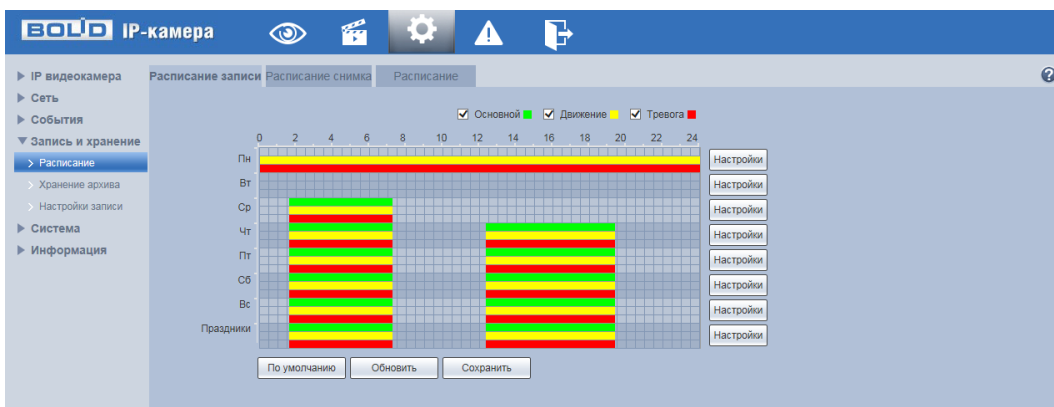 BOLID IP-камера
IP видеокамера
Сеть
События
Запись и хранение
Расписание
Хранение архива
Настройки записи
Система
Информация
Расписание записи Расписание снимка Расписание
?
Основной Движение Тревога
0 2 4 6 8 10 12 14 16 18 20 22 24
Пн Настройки
Вт Настройки
Ср Настройки
Чт Настройки
Пт Настройки
Сб Настройки
Вс Настройки
Праздники Настройки
По умолчанию Обновить Сохранить